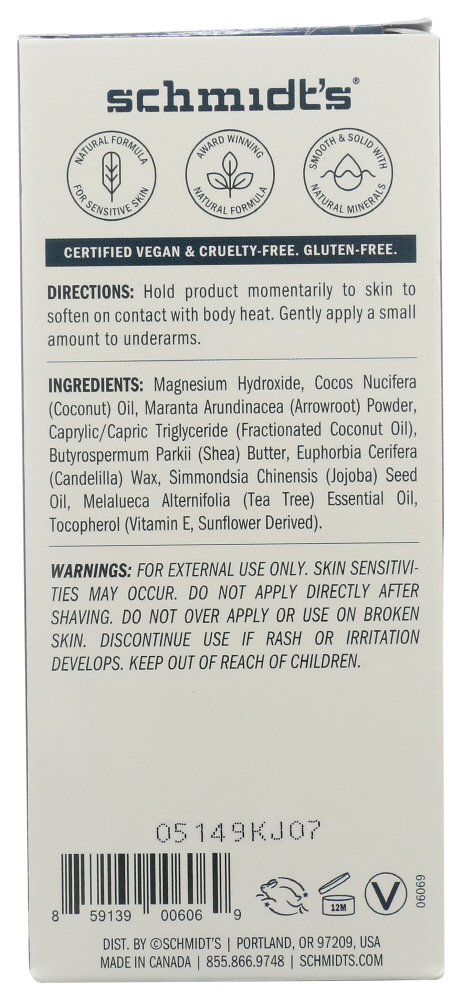 schmidt's®
NATURAL FORMULA
FOR SENSITIVE SKIN
AWARD WINNING
NATURAL FORMULA
SMOOTH & SOLID WITH
NATURAL MINERALS
CERTIFIED VEGAN & CRUELTY-FREE. GLUTEN-FREE.
DIRECTIONS: Hold product momentarily to skin to
soften on contact with body heat. Gently apply a small
amount to underarms.
INGREDIENTS: Magnesium Hydroxide, Cocos Nucifera
(Coconut) Oil, Maranta Arundinacea (Arrowroot) Powder,
Caprylic/Capric Triglyceride (Fractionated Coconut Oil),
Butyrospermum Parkii (Shea) Butter, Euphorbia Cerifera
(Candelilla) Wax, Simmondsia Chinensis (Jojoba) Seed
Oil, Melalueca Alternifolia (Tea Tree) Essential Oil,
Tocopherol (Vitamin E, Sunflower Derived).
WARNINGS: FOR EXTERNAL USE ONLY. SKIN SENSITIVI-
TIES MAY OCCUR. DO NOT APPLY DIRECTLY AFTER
SHAVING. DO NOT OVER APPLY OR USE ON BROKEN
SKIN. DISCONTINUE USE IF RASH OR IRRITATION
DEVELOPS. KEEP OUT OF REACH OF CHILDREN.
05149KJ07
8 59139 00606 9
12M
V
06069
DIST. BY ©SCHMIDT'S | PORTLAND, OR 97209, USA
MADE IN CANADA | 855.866.9748 | SCHMIDTS.COM